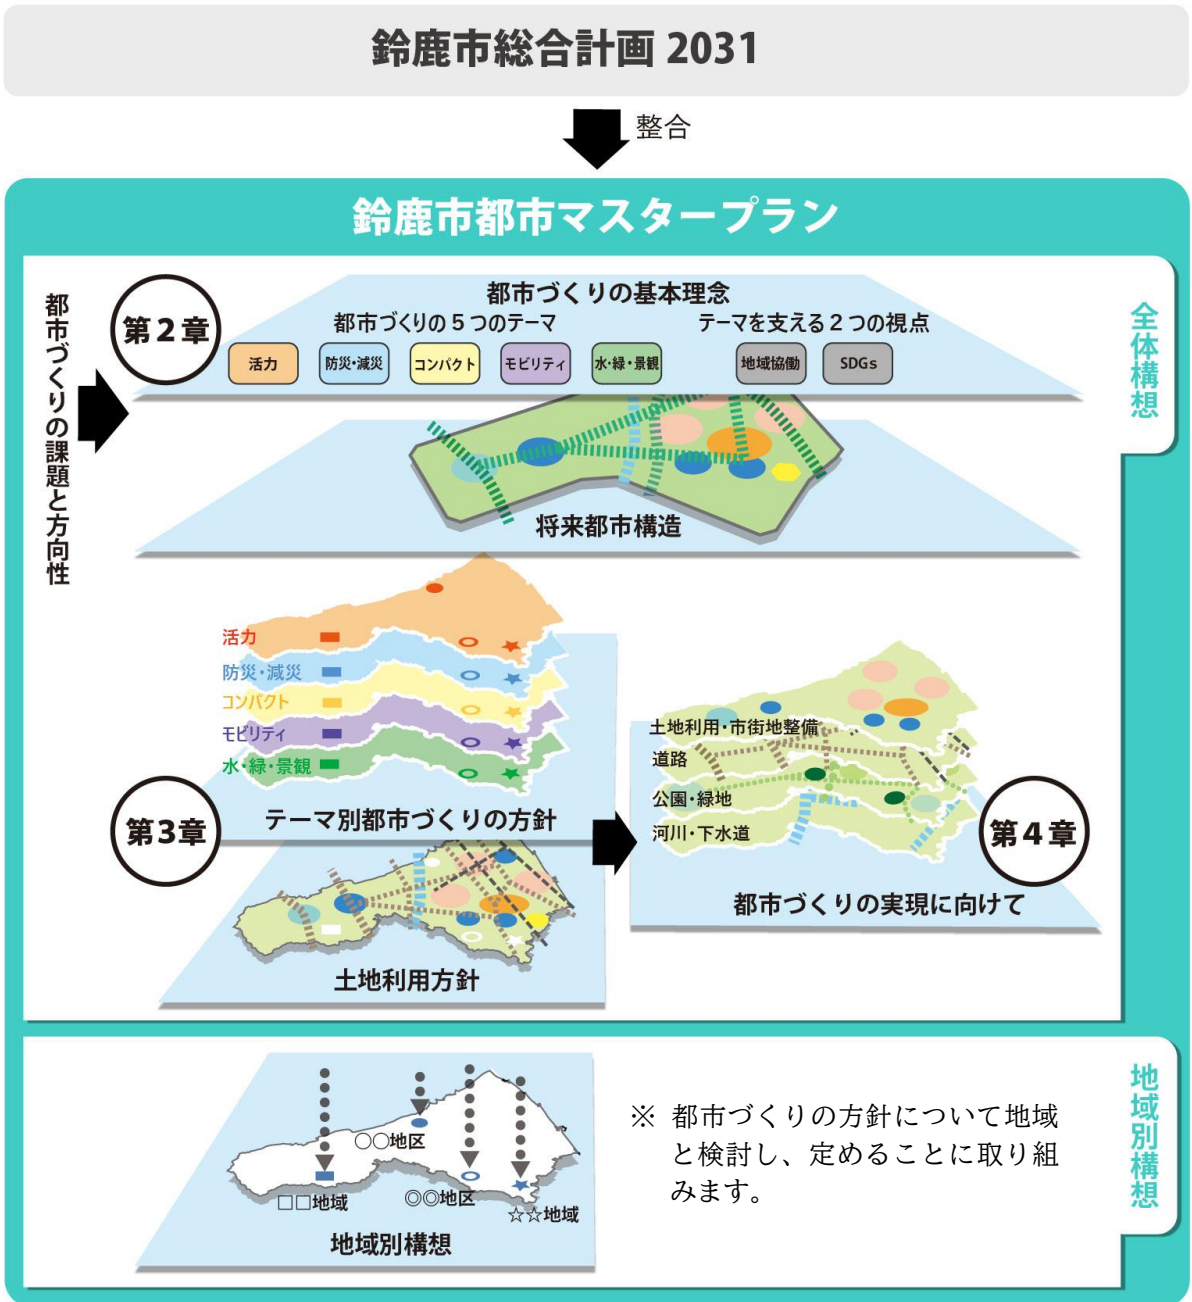 鈴鹿市総合計画 2031
整合
鈴鹿市都市マスタープラン
全体構想
都市づくりの課題と方向性
第２章
都市づくりの基本理念
都市づくりの５つのテーマ
テーマを支える２つの視点
活力
防災・減災
コンパクト
モビリティ
水・緑・景観
地域協働
SDGs
将来都市構造
活力
防災・減災
コンパクト
モビリティ
水・緑・景観
第3章
テーマ別都市づくりの方針
土地利用方針
土地利用・市街地整備
道路
公園・緑地
河川・下水道
第４章
都市づくりの実現に向けて
地域別構想
○○地区
□□地域
◎◎地区
☆☆地域
地域別構想
※ 都市づくりの方針について地域
と検討し、定めることに取り組
みます。